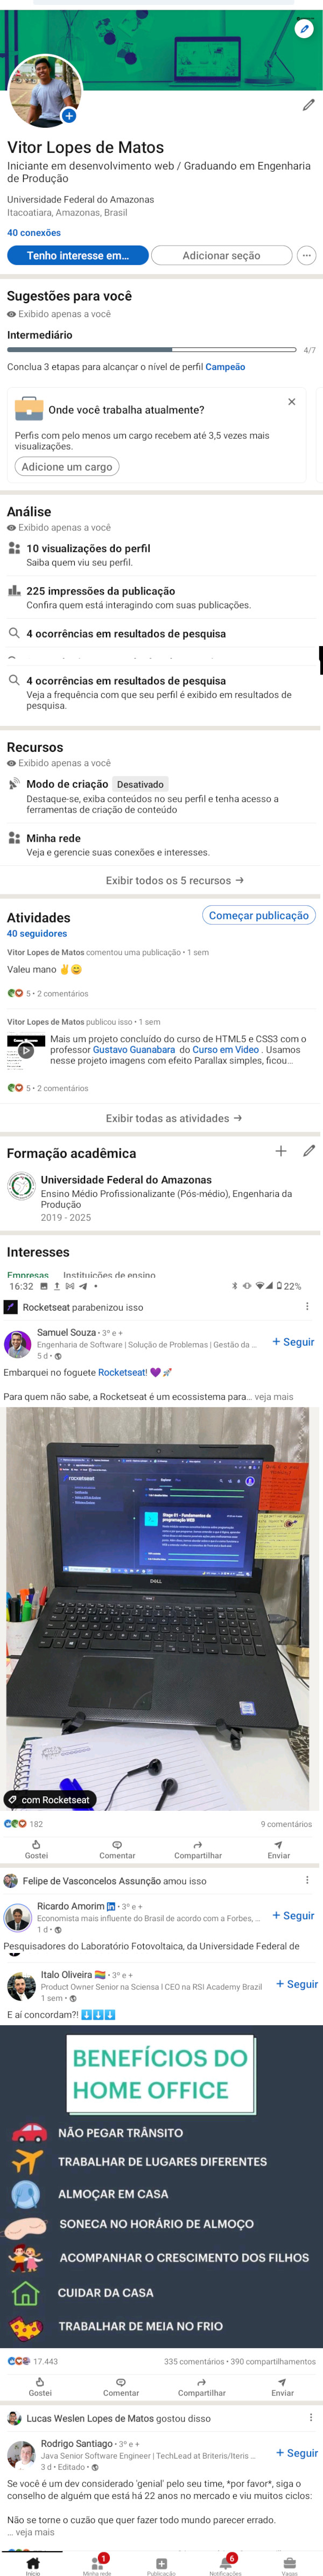 Vitor Lopes de Matos
Iniciante em desenvolvimento web / Graduando em Engenharia
de Produção
Universidade Federal do Amazonas
Itacoatiara, Amazonas, Brasil
40 conexões
Tenho interesse em...
Adicionar seção
Sugestões para você
Exibido apenas a você
Intermediário
4/7
Conclua 3 etapas para alcançar o nível de perfil Campeão
Onde você trabalha atualmente?
Perfis com pelo menos um cargo recebem até 3,5 vezes mais
visualizações.
Adicione um cargo
Análise
Exibido apenas a você
10 visualizações do perfil
Saiba quem viu seu perfil.
225 impressões da publicação
Confira quem está interagindo com suas publicações.
4 ocorrências em resultados de pesquisa
4 ocorrências em resultados de pesquisa
Veja a frequência com que seu perfil é exibido em resultados de
pesquisa.
Recursos
Exibido apenas a você
Modo de criação Desativado
Destaque-se, exiba conteúdos no seu perfil e tenha acesso a
ferramentas de criação de conteúdo
Minha rede
Veja e gerencie suas conexões e interesses.
Exibir todos os 5 recursos →
Atividades
Começar publicação
40 seguidores
Vitor Lopes de Matos comentou uma publicação • 1 sem
Valeu mano ✌😄
5 • 2 comentários
Vitor Lopes de Matos publicou isso • 1 sem
Mais um projeto concluído do curso de HTML5 e CSS3 com o
professor Gustavo Guanabara do Curso em Video . Usamos
nesse projeto imagens com efeito Parallax simples, ficou...
5 • 2 comentários
Exibir todas as atividades →
Formação acadêmica
Universidade Federal do Amazonas
Ensino Médio Profissionalizante (Pós-médio), Engenharia da
Produção
2019 - 2025
Interesses
Empresas Instituições de ensino
16:32
22%
Rocketseat parabenizou isso
Samuel Souza • 3º e +
Engenharia de Software | Solução de Problemas | Gestão da ...
5 d •
+ Seguir
Embarquei no foguete Rocketseat! 💜🚀
Para quem não sabe, a Rocketseat é um ecossistema para... veja mais
Rocketseat
DELL
com Rocketseat
182
9 comentários
Gostei
Comentar
Compartilhar
Enviar
Felipe de Vasconcelos Assunção amou isso
Ricardo Amorim in • 3º e +
Economista mais influente do Brasil de acordo com a Forbes, ...
1 d •
+ Seguir
Pesquisadores do Laboratório Fotovoltaica, da Universidade Federal de
Italo Oliveira 🏳️‍🌈 • 3º e +
Product Owner Senior na Sciensa I CEO na RSI Academy Brazil
1 sem •
+ Seguir
E aí concordam?! ⬇️⬇️⬇️
BENEFÍCIOS DO
HOME OFFICE
NÃO PEGAR TRÂNSITO
TRABALHAR DE LUGARES DIFERENTES
ALMOÇAR EM CASA
SONECA NO HORÁRIO DE ALMOÇO
ACOMPANHAR O CRESCIMENTO DOS FILHOS
CUIDAR DA CASA
TRABALHAR DE MEIA NO FRIO
17.443
335 comentários • 390 compartilhamentos
Gostei
Comentar
Compartilhar
Enviar
Lucas Weslen Lopes de Matos gostou disso
Rodrigo Santiago • 3º e +
Java Senior Software Engineer | TechLead at Briteris/Iteris ...
3 d • Editado •
+ Seguir
Se você é um dev considerado 'genial' pelo seu time, *por favor*, siga o
conselho de alguém que está há 22 anos no mercado e viu muitos ciclos:
Não se torne o cuzão que quer fazer todo mundo parecer errado.
... veja mais
1
6
Início
Minha rede
Publicação
Notificações
Vagas